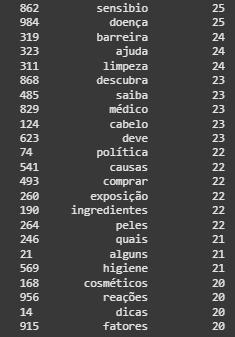 862 sensibio 25
984 doença 25
319 barreira 24
323 ajuda 24
311 limpeza 24
868 descubra 23
485 saiba 23
829 médico 23
124 cabelo 23
623 deve 23
74 política 22
541 causas 22
493 comprar 22
260 exposição 22
190 ingredientes 22
264 peles 22
246 quais 21
21 alguns 21
569 higiene 21
168 cosméticos 20
956 reações 20
14 dicas 20
915 fatores 20